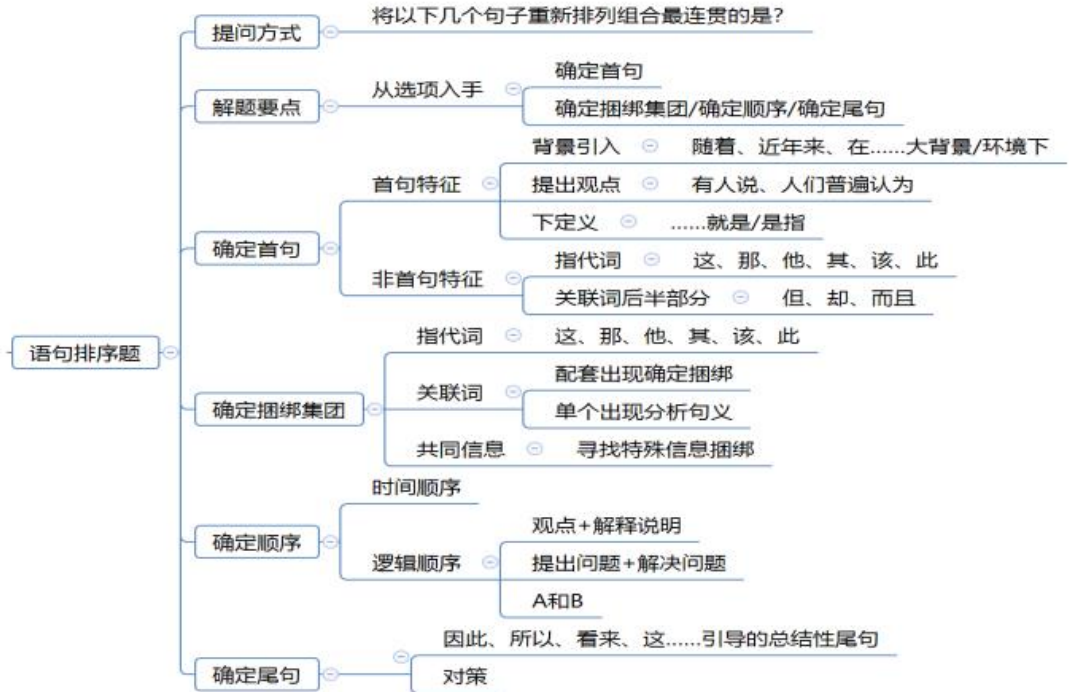 提问方式
将以下几个句子重新排列组合最连贯的是?
解题要点
从选项入手
确定首句
确定捆绑集团/确定顺序/确定尾句
确定首句
首句特征
背景引入
随着、近年来、在......大背景/环境下
提出观点
有人说、人们普遍认为
下定义
......就是/是指
非首句特征
指代词
这、那、他、其、该、此
关联词后半部分
但、却、而且
语句排序题
确定捆绑集团
指代词
这、那、他、其、该、此
关联词
配套出现确定捆绑
单个出现分析句义
共同信息
寻找特殊信息捆绑
确定顺序
时间顺序
逻辑顺序
观点+解释说明
提出问题+解决问题
A和B
确定尾句
因此、所以、看来、这......引导的总结性尾句
对策